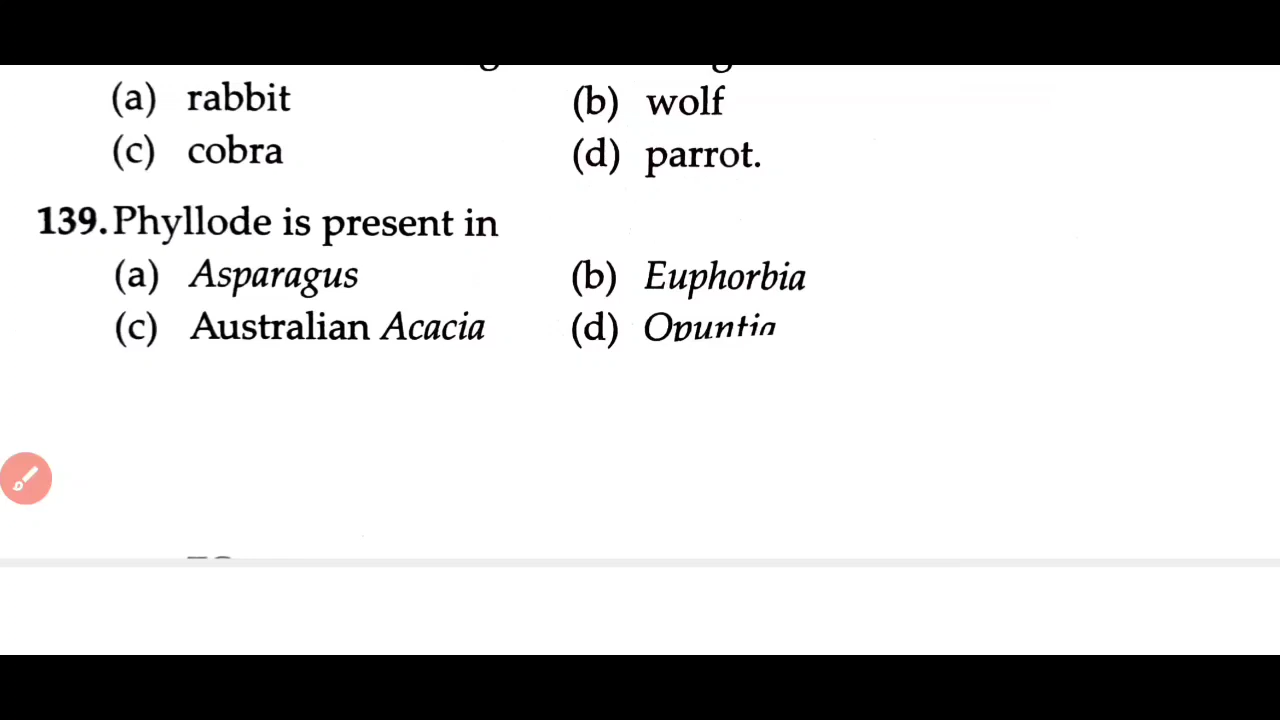 (a) rabbit (b) wolf
(c) cobra (d) parrot.
139. Phyllode is present in
(a) Asparagus (b) Euphorbia
(c) Australian Acacia (d) Opuntia